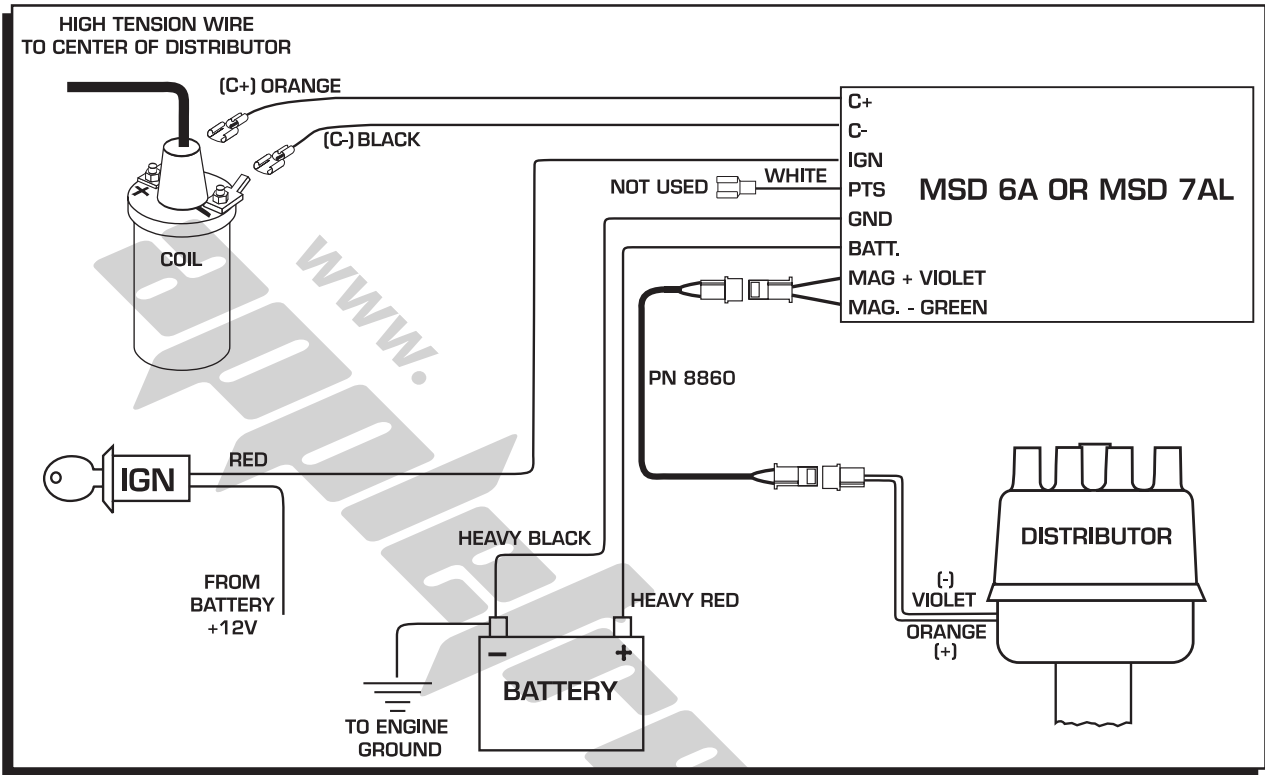 HIGH TENSION WIRE
TO CENTER OF DISTRIBUTOR
(C+) ORANGE
(C-) BLACK
C+
C-
IGN
PTS
GND
BATT.
MAG + VIOLET
MAG. - GREEN
MSD 6A OR MSD 7AL
NOT USED
WHITE
+
−
COIL
www.
PN 8860
IGN
RED
FROM
BATTERY
+12V
HEAVY BLACK
HEAVY RED
−
+
BATTERY
TO ENGINE
GROUND
DISTRIBUTOR
(-)
VIOLET
ORANGE
(+)